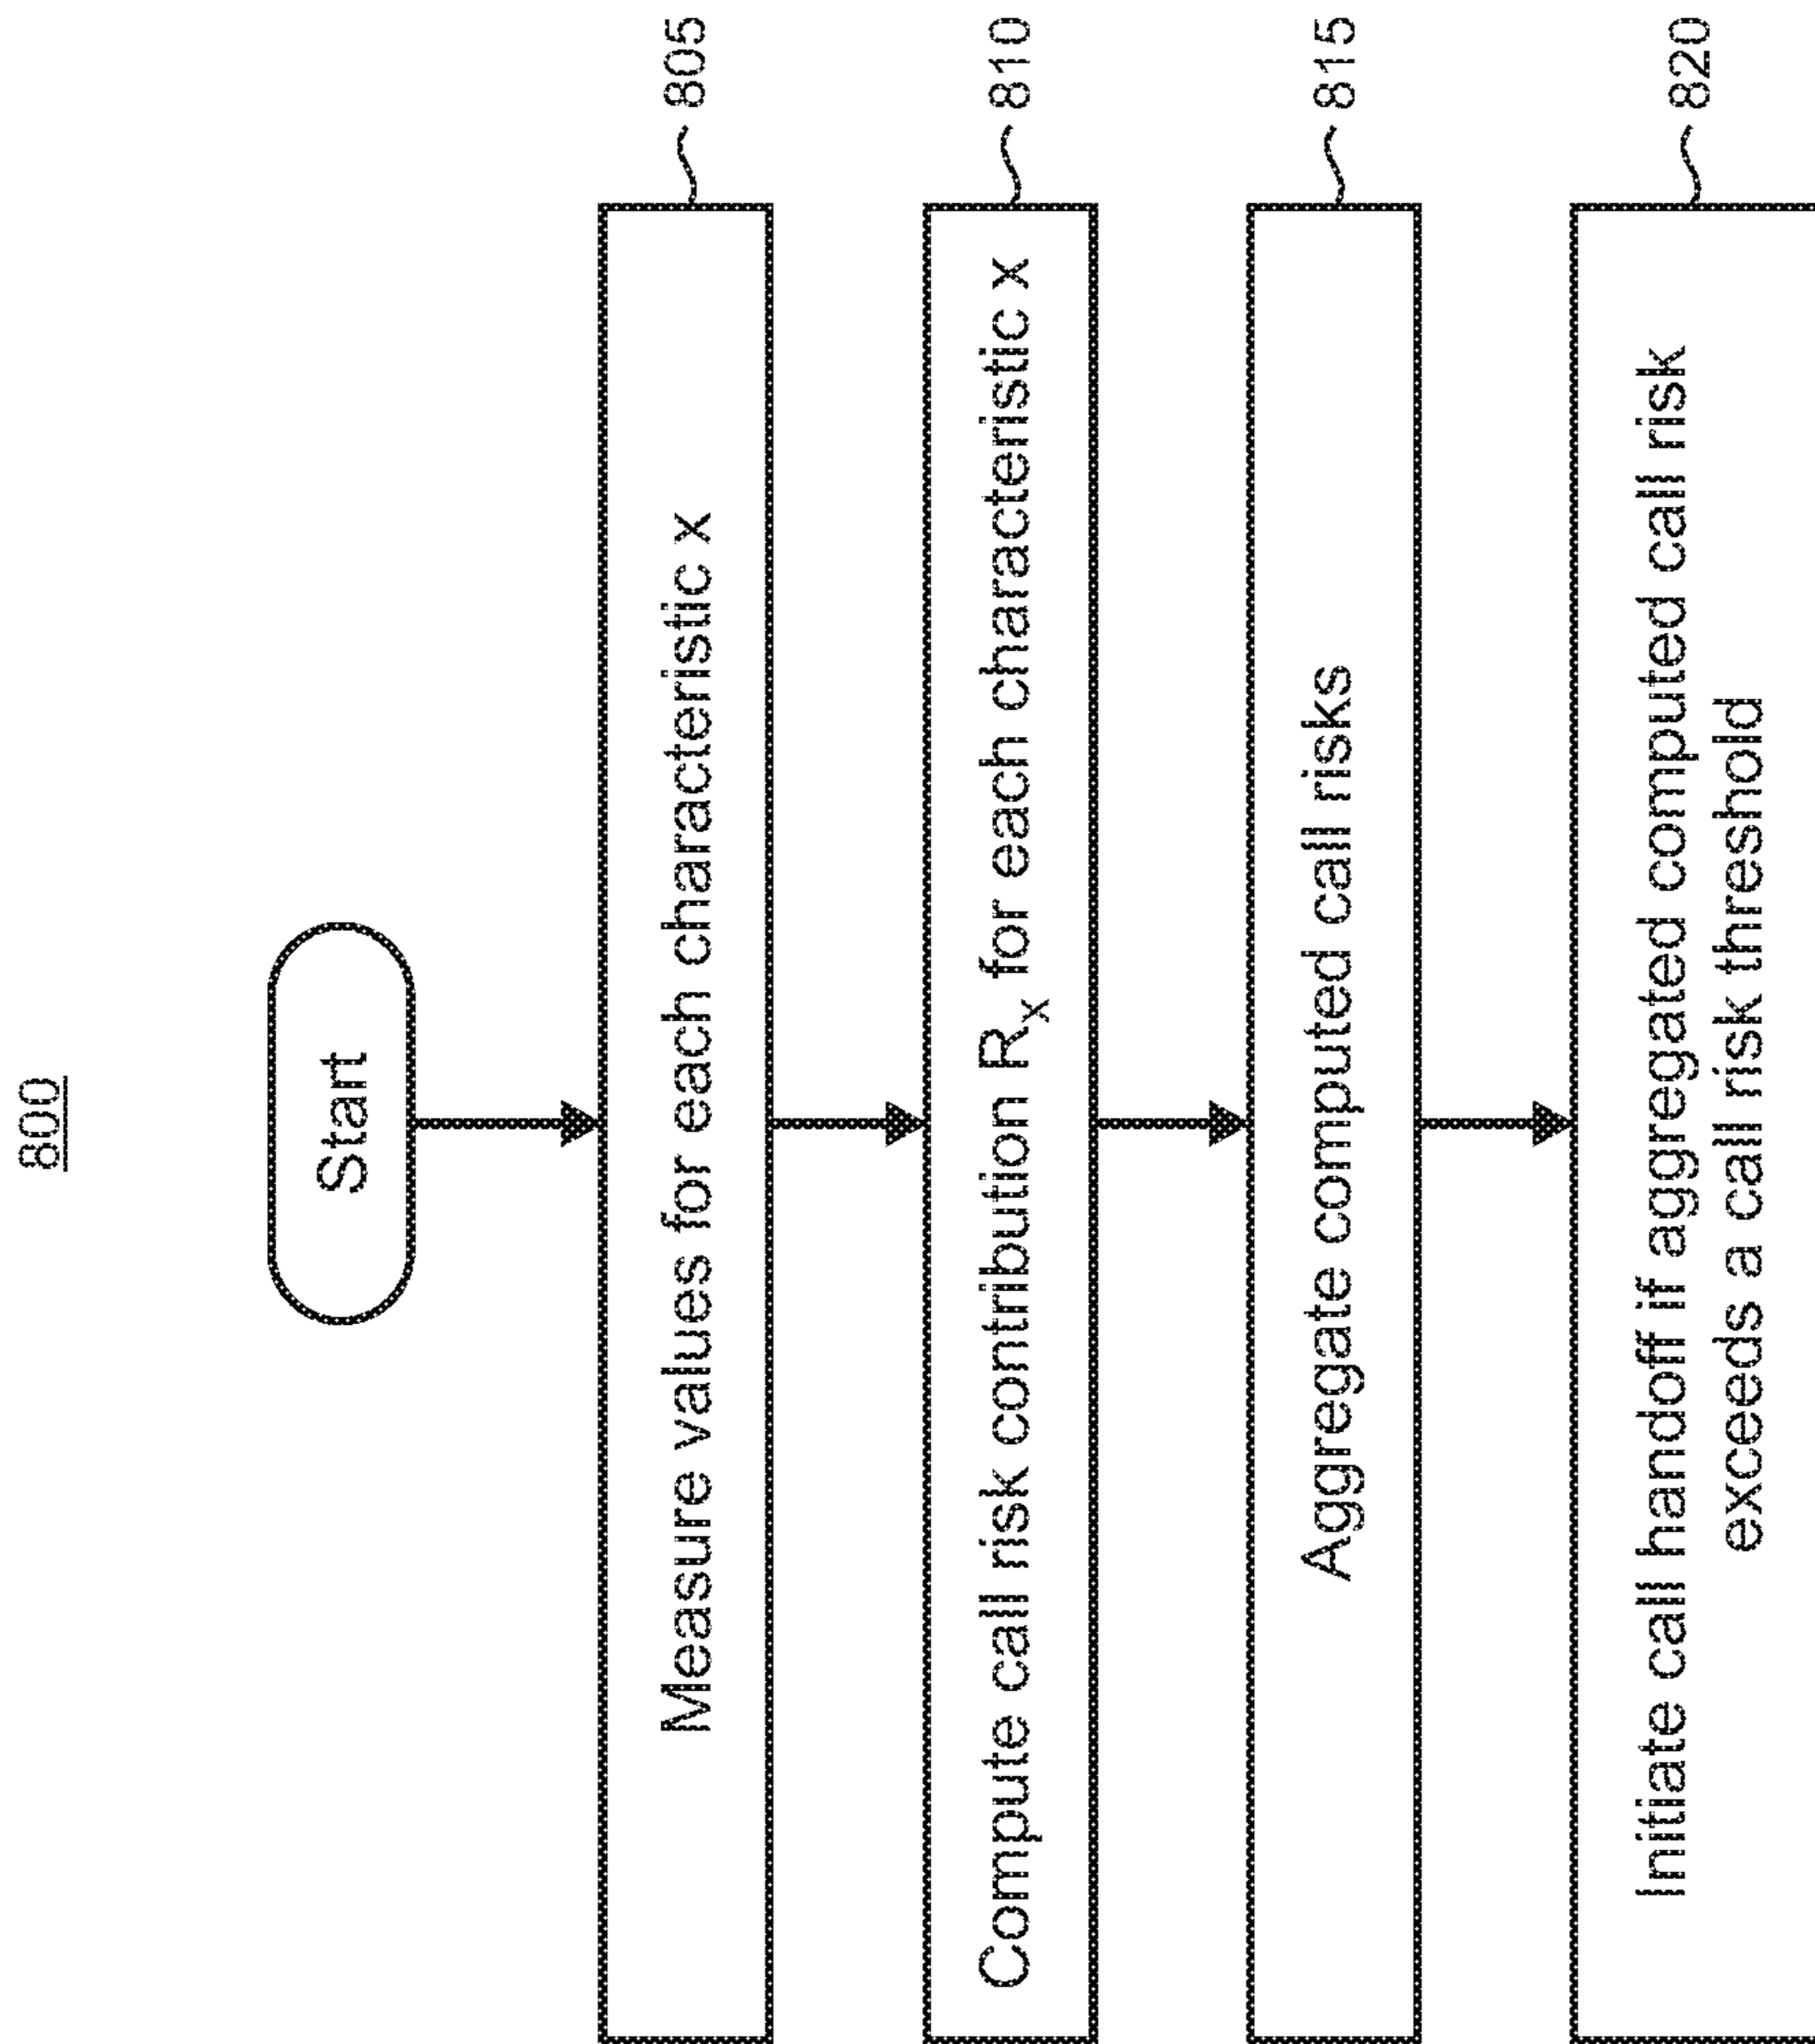 800
Start
Measure values for each characteristic x
805
Compute call risk contribution Rx for each characteristic x
810
Aggregate computed call risks
815
Initiate call handoff if aggregated computed call risk
exceeds a call risk threshold
820